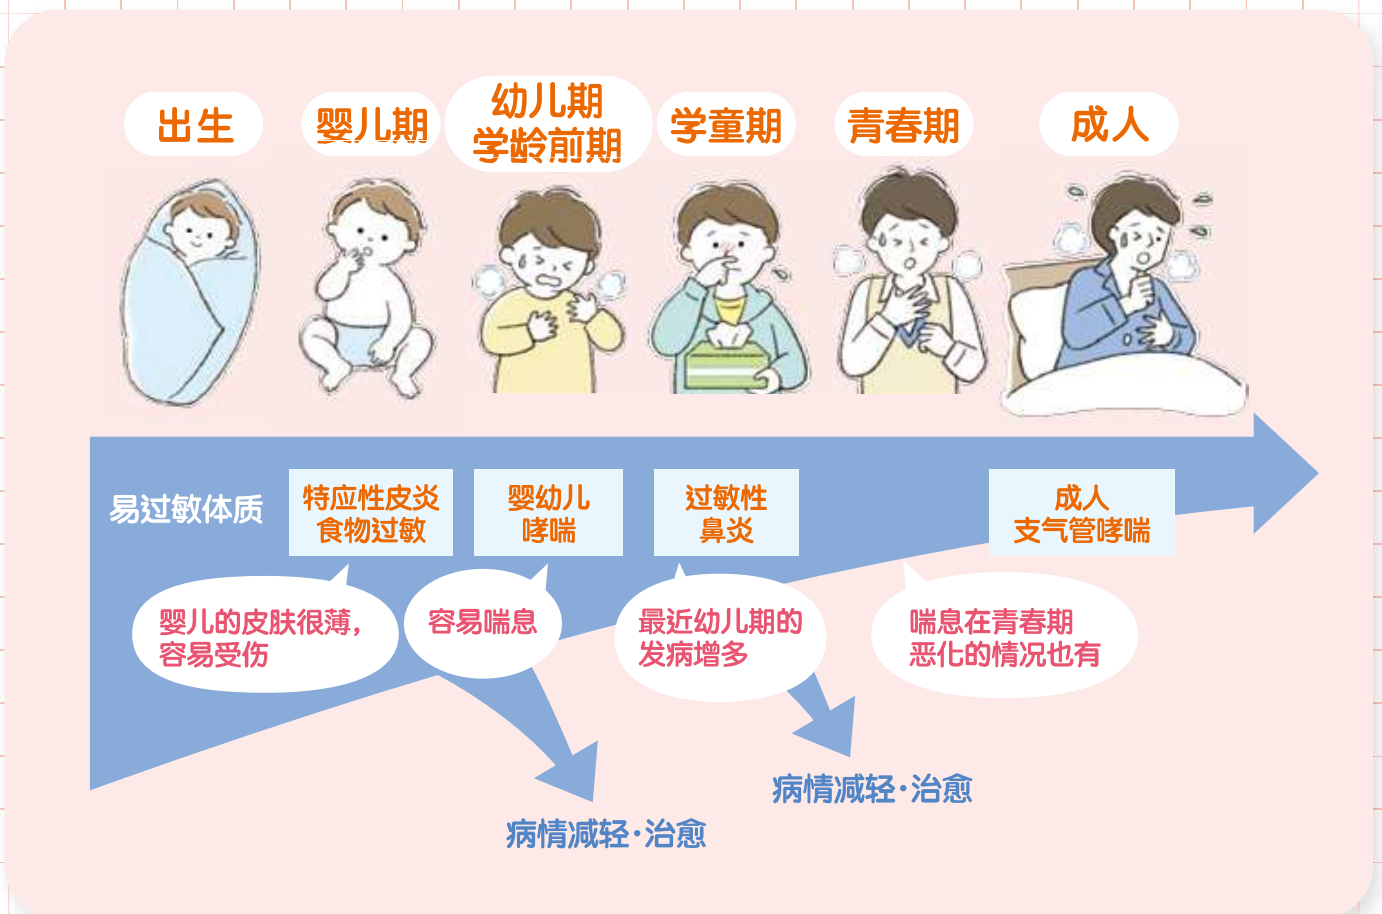 出生
婴儿期
幼儿期
学龄前期
学童期
青春期
成人
易过敏体质
特应性皮炎
食物过敏
婴幼儿
哮喘
过敏性
鼻炎
成人
支气管哮喘
婴儿的皮肤很薄，
容易受伤
容易喘息
最近幼儿期的
发病增多
喘息在青春期
恶化的情况也有
病情减轻·治愈
病情减轻·治愈